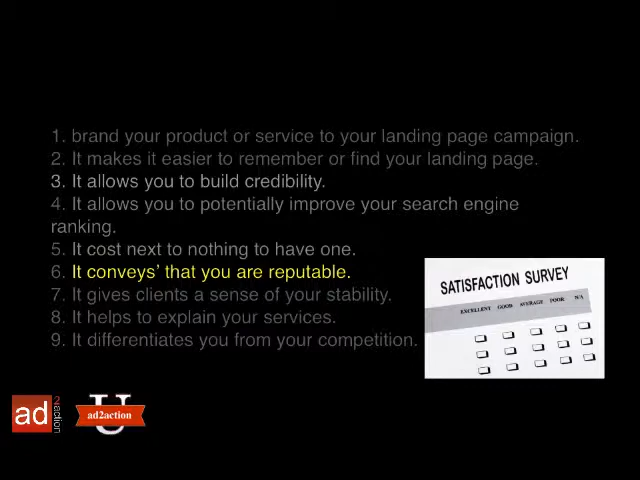 1. brand your product or service to your landing page campaign.
2. It makes it easier to remember or find your landing page.
3. It allows you to build credibility.
4. It allows you to potentially improve your search engine
ranking.
5. It cost next to nothing to have one.
6. It conveys’ that you are reputable.
7. It gives clients a sense of your stability.
8. It helps to explain your services.
9. It differentiates you from your competition.
SATISFACTION SURVEY
EXCELLENT GOOD AVERAGE POOR N/A
ad 2action
U
ad2action